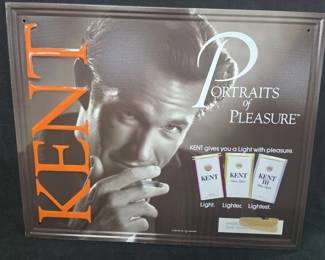 KENT
PORTRAITS
of
PLEASURE™
KENT gives you a Light with pleasure.
KENT
KENT
KENT
III
Light.
Lighter.
Lightest.